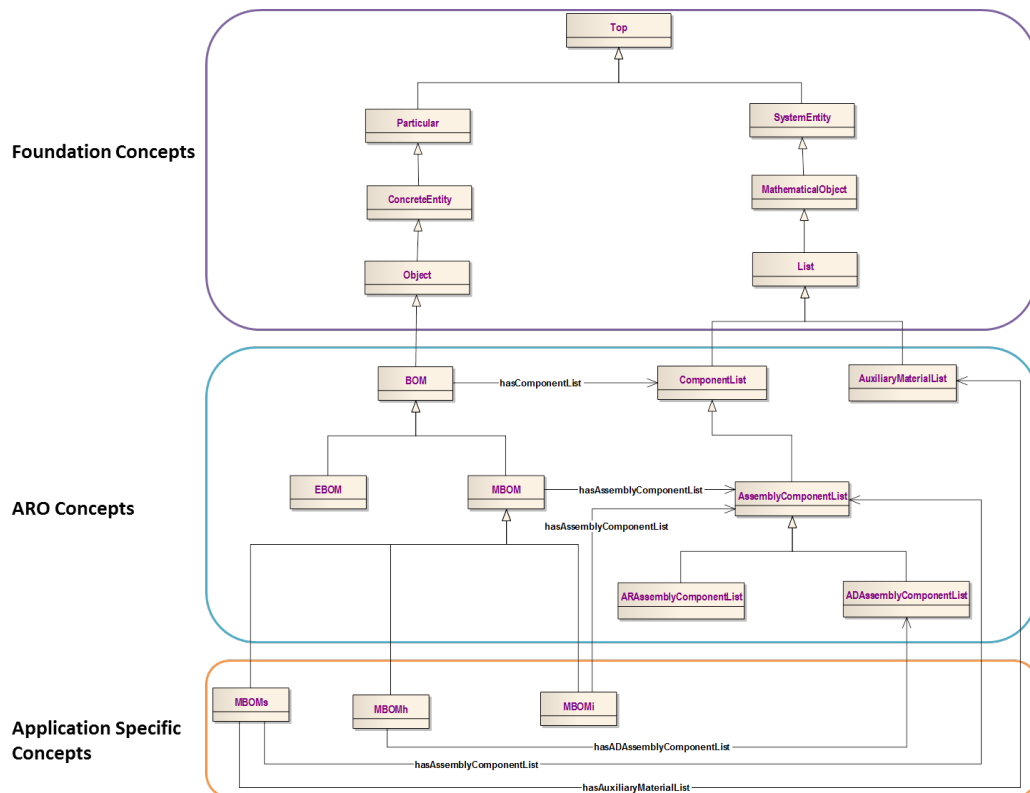 Top
Particular
SystemEntity
Foundation Concepts
ConcreteEntity
MathematicalObject
Object
List
BOM
hasComponentList
ComponentList
AuxiliaryMaterialList
EBOM
MBOM
hasAssemblyComponentList
AssemblyComponentList
ARO Concepts
hasAssemblyComponentList
ARAssemblyComponentList
ADAssemblyComponentList
MBOMs
MBOMh
MBOMi
Application Specific
Concepts
hasADAssemblyComponentList
hasAssemblyComponentList
hasAuxiliaryMaterialList